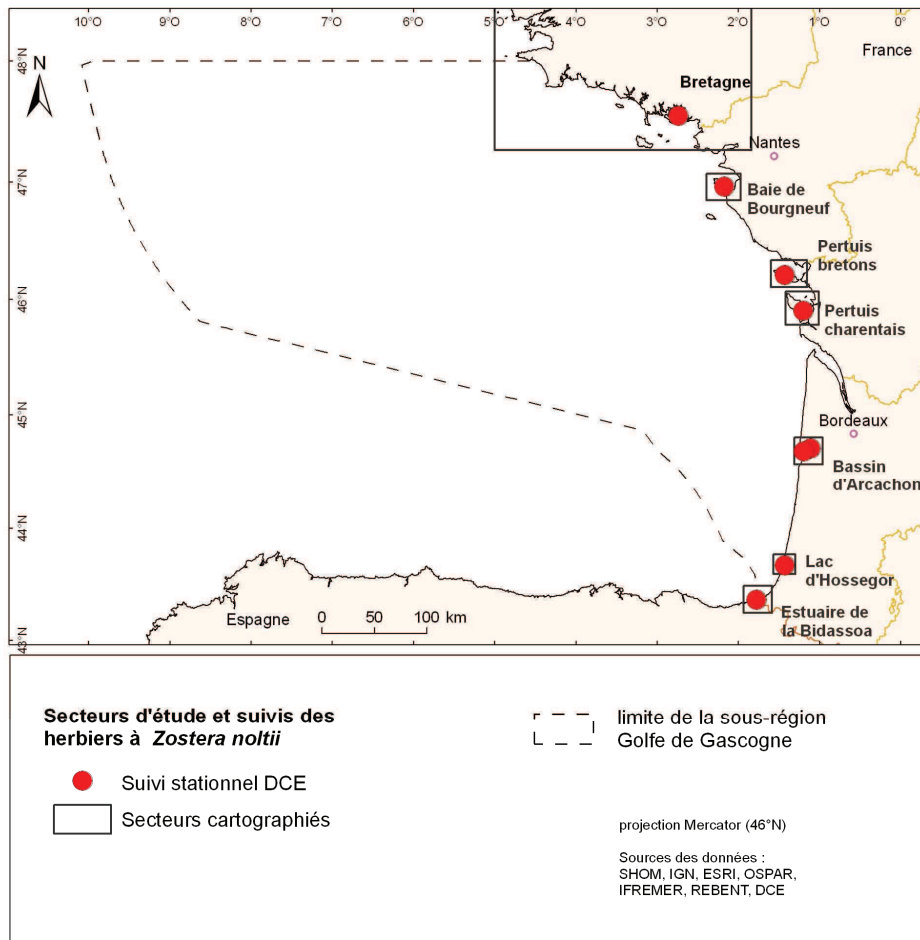 5°0 4°O 3°O 2°O 1°O 0°
N
48°N
47°N
46°N
45°N
44°N
43°N
France
Bretagne
Nantes
Baie de
Bourgneuf
Pertuis
bretons
Pertuis
charentais
Bordeaux
Bassin
d'Arcachon
Lac
d'Hossegor
Estuaire de
la Bidassoa
Espagne
0 50 100 km
10°O 9°O 8°O 7°O 6°O
Secteurs d'étude et suivis des
herbiers à Zostera noltii
Suivi stationnel DCE
Secteurs cartographiés
limite de la sous-région
Golfe de Gascogne
projection Mercator (46°N)
Sources des données :
SHOM, IGN, ESRI, OSPAR,
IFREMER, REBENT, DCE